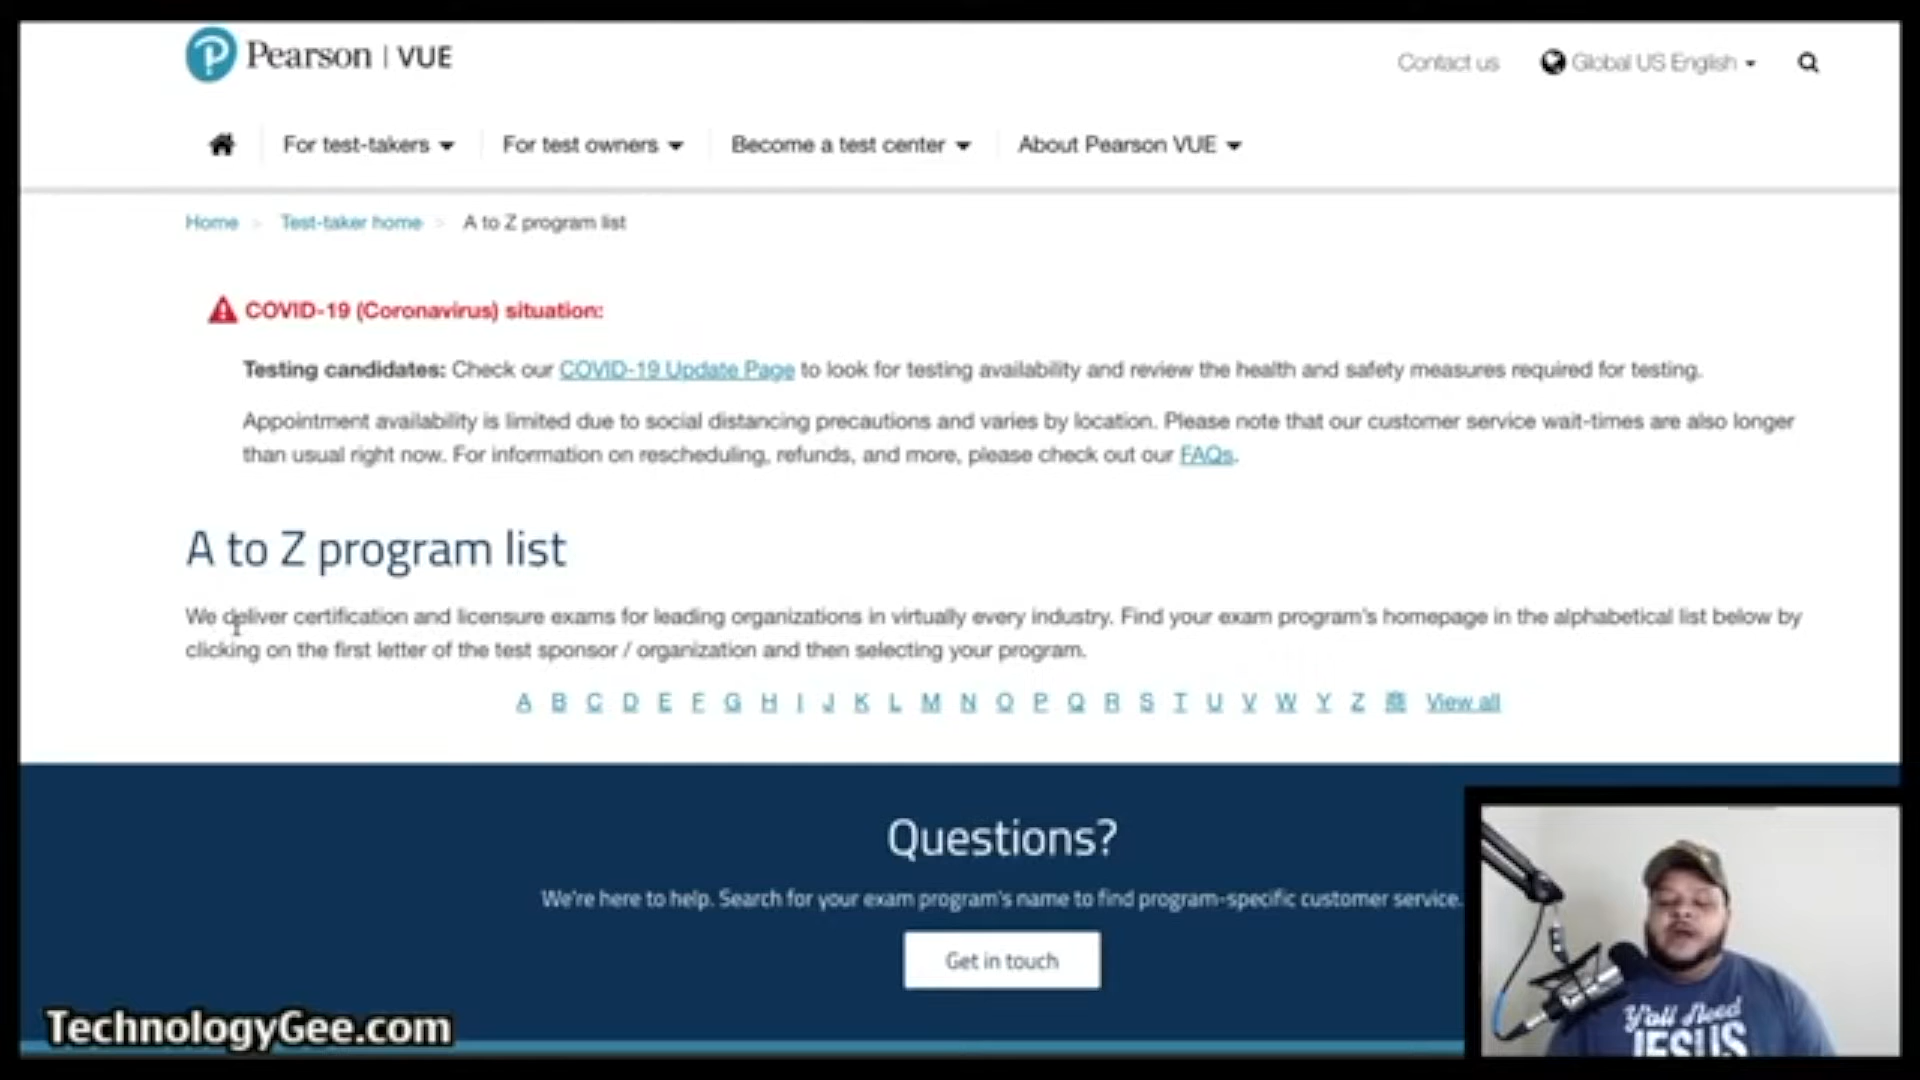 Pearson | VUE
Contact us
Global US English
For test-takers
For test owners
Become a test center
About Pearson VUE
Home > Test-taker home > A to Z program list
COVID-19 (Coronavirus) situation:
Testing candidates: Check our COVID-19 Update Page to look for testing availability and review the health and safety measures required for testing.
Appointment availability is limited due to social distancing precautions and varies by location. Please note that our customer service wait-times are also longer
than usual right now. For information on rescheduling, refunds, and more, please check out our FAQs.
A to Z program list
We deliver certification and licensure exams for leading organizations in virtually every industry. Find your exam program's homepage in the alphabetical list below by
clicking on the first letter of the test sponsor / organization and then selecting your program.
A B C D E F G H I J K L M N O P Q R S T U V W Y Z 商 View all
Questions?
We're here to help. Search for your exam program's name to find program-specific customer service.
Get in touch
TechnologyGee.com
Y'all Need
JESUS